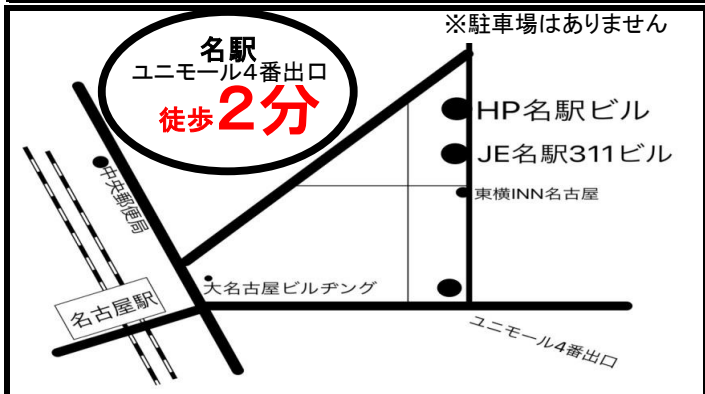 ※駐車場はありません
名駅
ユニモール4番出口
徒歩2分
HP名駅ビル
JE名駅311ビル
東横INN名古屋
中央郵便局
大名古屋ビルヂング
名古屋駅
ユニモール4番出口